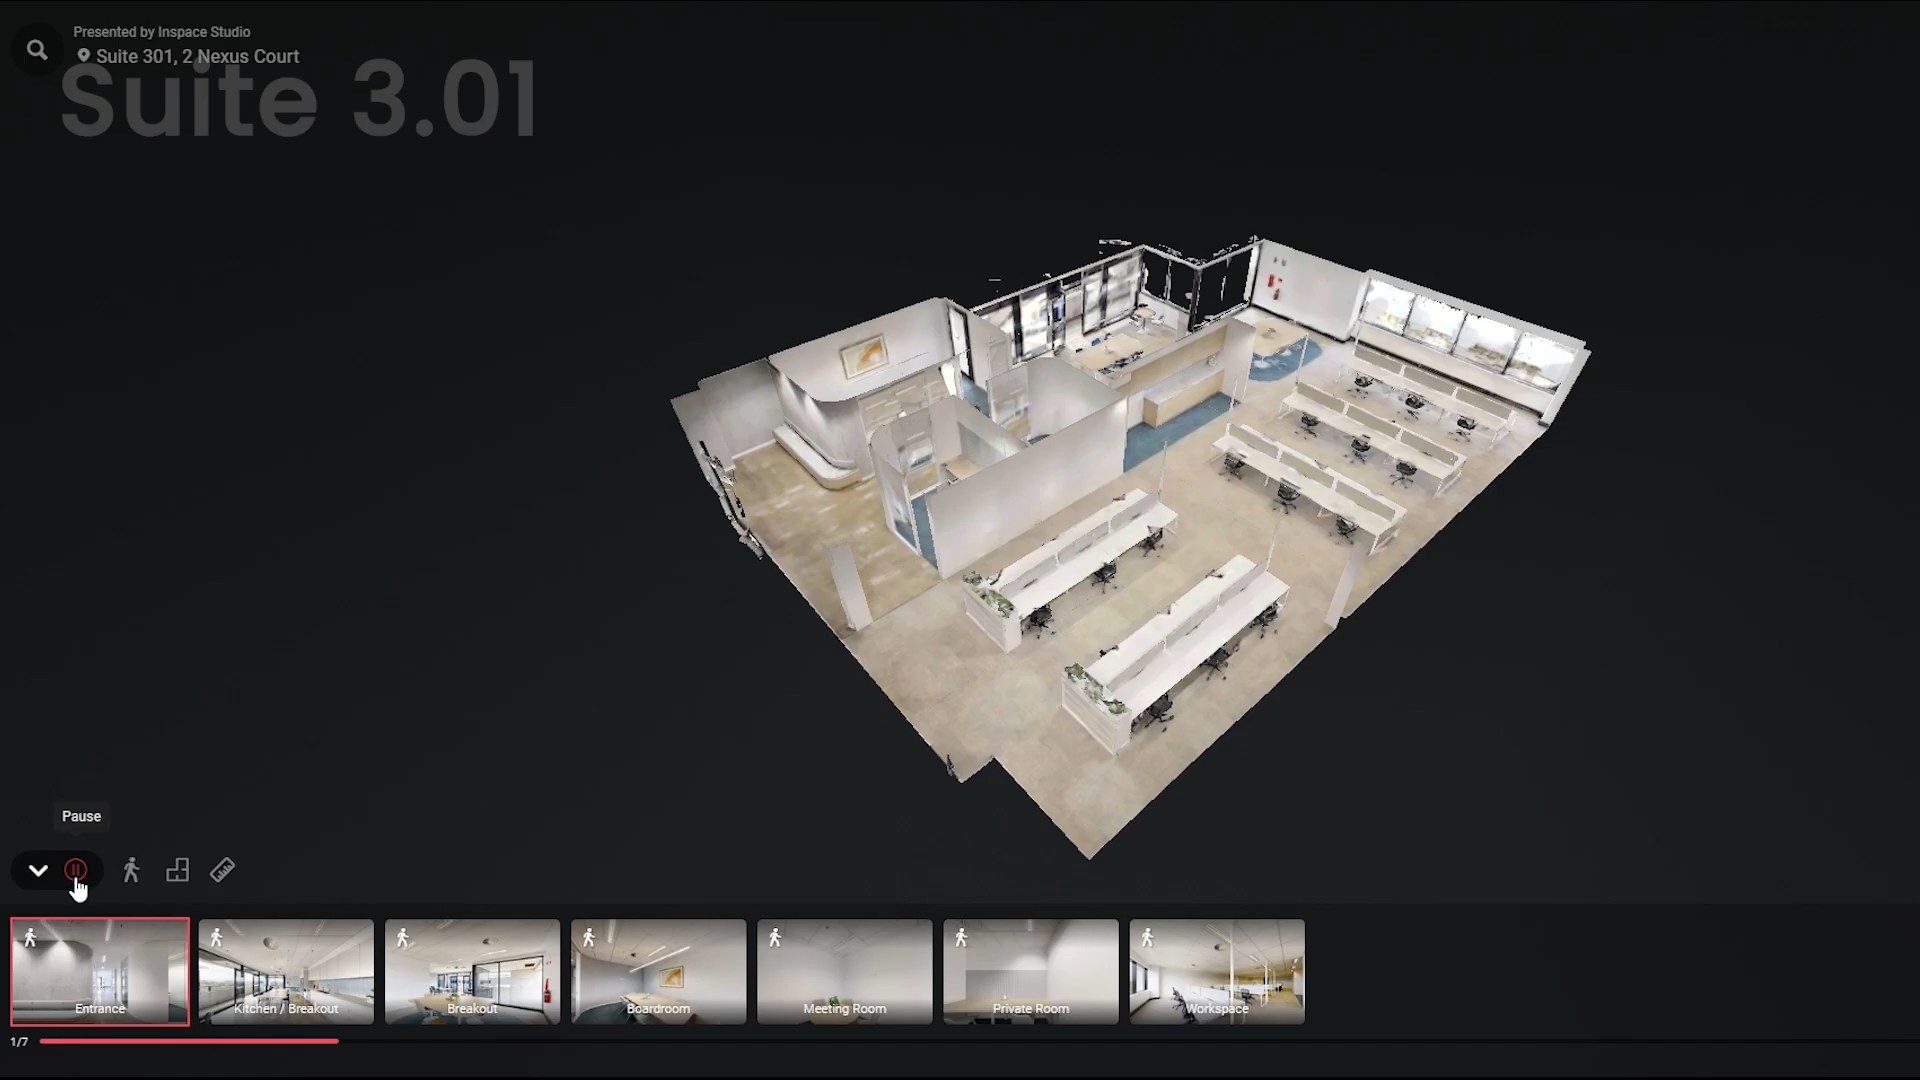 Presented by Inspace Studio
Suite 301, 2 Nexus Court
Suite 3.01
Pause
Entrance
Kitchen / Breakout
Breakout
Boardroom
Meeting Room
Private Room
Workspace
1/7